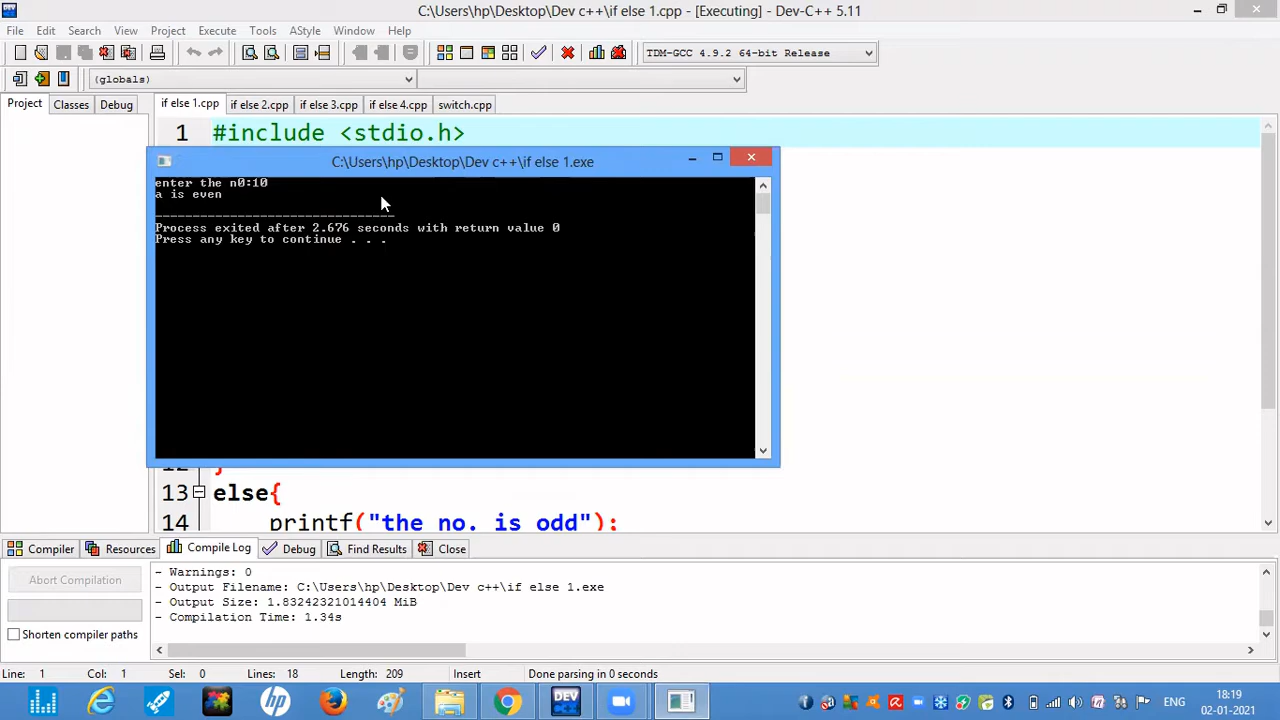 C:\Users\hp\Desktop\Dev c++\if else 1.cpp - [Executing] - Dev-C++ 5.11
File Edit Search View Project Execute Tools AStyle Window Help
TDM-GCC 4.9.2 64-bit Release
(globals)
Project Classes Debug if else 1.cpp if else 2.cpp if else 3.cpp if else 4.cpp switch.cpp
1 #include <stdio.h>
C:\Users\hp\Desktop\Dev c++\if else 1.exe
enter the n0:10
a is even
--------------------------------
Process exited after 2.676 seconds with return value 0
Press any key to continue . . .
12 }
13 else{
14 printf("the no. is odd");
Compiler Resources Compile Log Debug Find Results Close
Abort Compilation
Shorten compiler paths
- Warnings: 0
- Output Filename: C:\Users\hp\Desktop\Dev c++\if else 1.exe
- Output Size: 1.83242321014404 MiB
- Compilation Time: 1.34s
Line: 1 Col: 1 Sel: 0 Lines: 18 Length: 209 Insert Done parsing in 0 seconds
hp DEV C++ ENG 18:19
02-01-2021